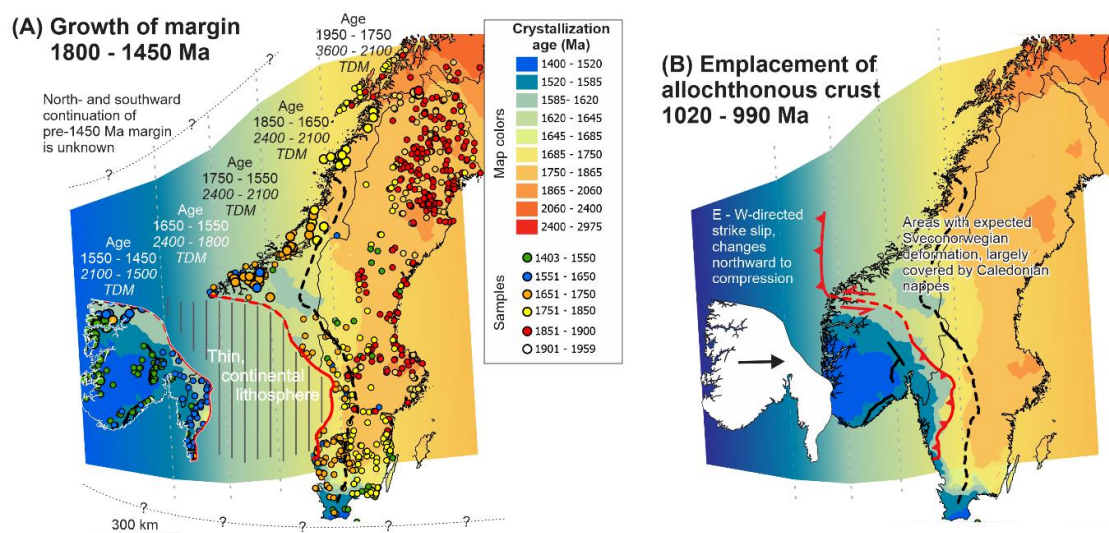 (A) Growth of margin
1800 - 1450 Ma
North- and southward
continuation of
pre-1450 Ma margin
is unknown
Age
1950 - 1750
3600 - 2100
TDM
Age
1850 - 1650
2400 - 2100
TDM
Age
1750 - 1550
2400 - 2100
TDM
Age
1650 - 1550
2400 - 1800
TDM
Age
1550 - 1450
2100 - 1500
TDM
Thin,
continental
lithosphere
300 km
?
?
?
?
?
?
?
?
?
Crystallization
age (Ma)
Map colors
1400 - 1520
1520 - 1585
1585- 1620
1620 - 1645
1645 - 1685
1685 - 1750
1750 - 1865
1865 - 2060
2060 - 2400
2400 - 2975
Samples
1403 - 1550
1551 - 1650
1651 - 1750
1751 - 1850
1851 - 1900
1901 - 1959
(B) Emplacement of
allochthonous crust
1020 - 990 Ma
E - W-directed
strike slip,
changes
northward to
compression
Areas with expected
Sveconorwegian
deformation, largely
covered by Caledonian
nappes